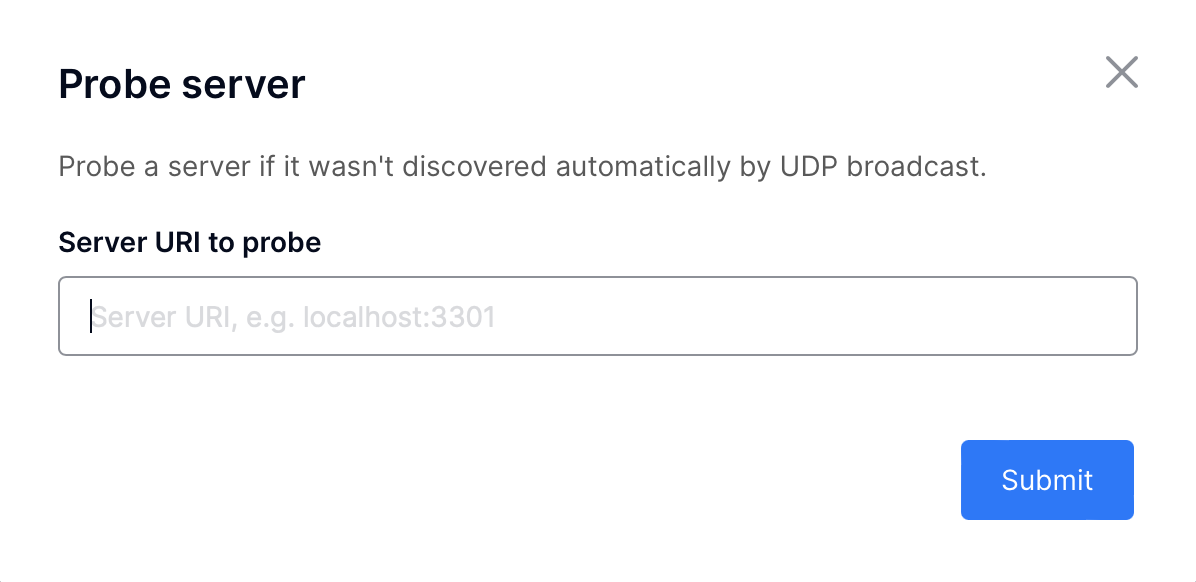 Probe server
Probe a server if it wasn't discovered automatically by UDP broadcast.
Server URI to probe
Server URI, e.g. localhost:3301
Submit